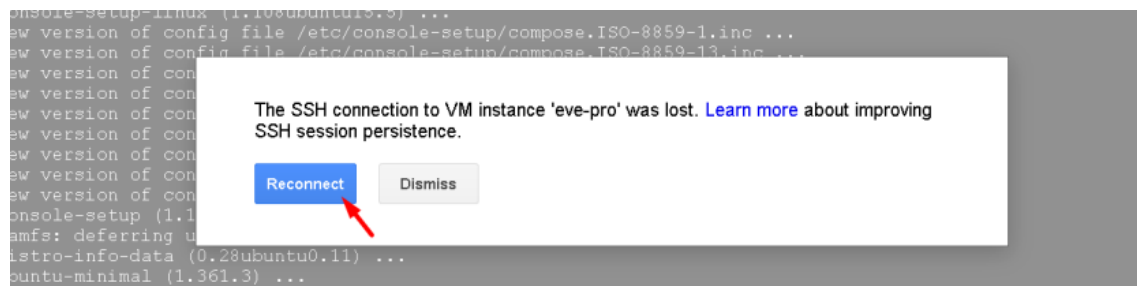 onsole-setup-linux (1.108ubuntu15.5) ...
ew version of config file /etc/console-setup/compose.ISO-8859-1.inc ...
ew version of config file /etc/console-setup/compose.ISO-8859-13.inc ...
ew version of con
ew version of con
ew version of con
ew version of con
ew version of con
ew version of con
ew version of con
onsole-setup (1.1
amfs: deferring u
istro-info-data (0.28ubuntu0.11) ...
ountu-minimal (1.361.3) ...
The SSH connection to VM instance 'eve-pro' was lost. Learn more about improving
SSH session persistence.
Reconnect
Dismiss